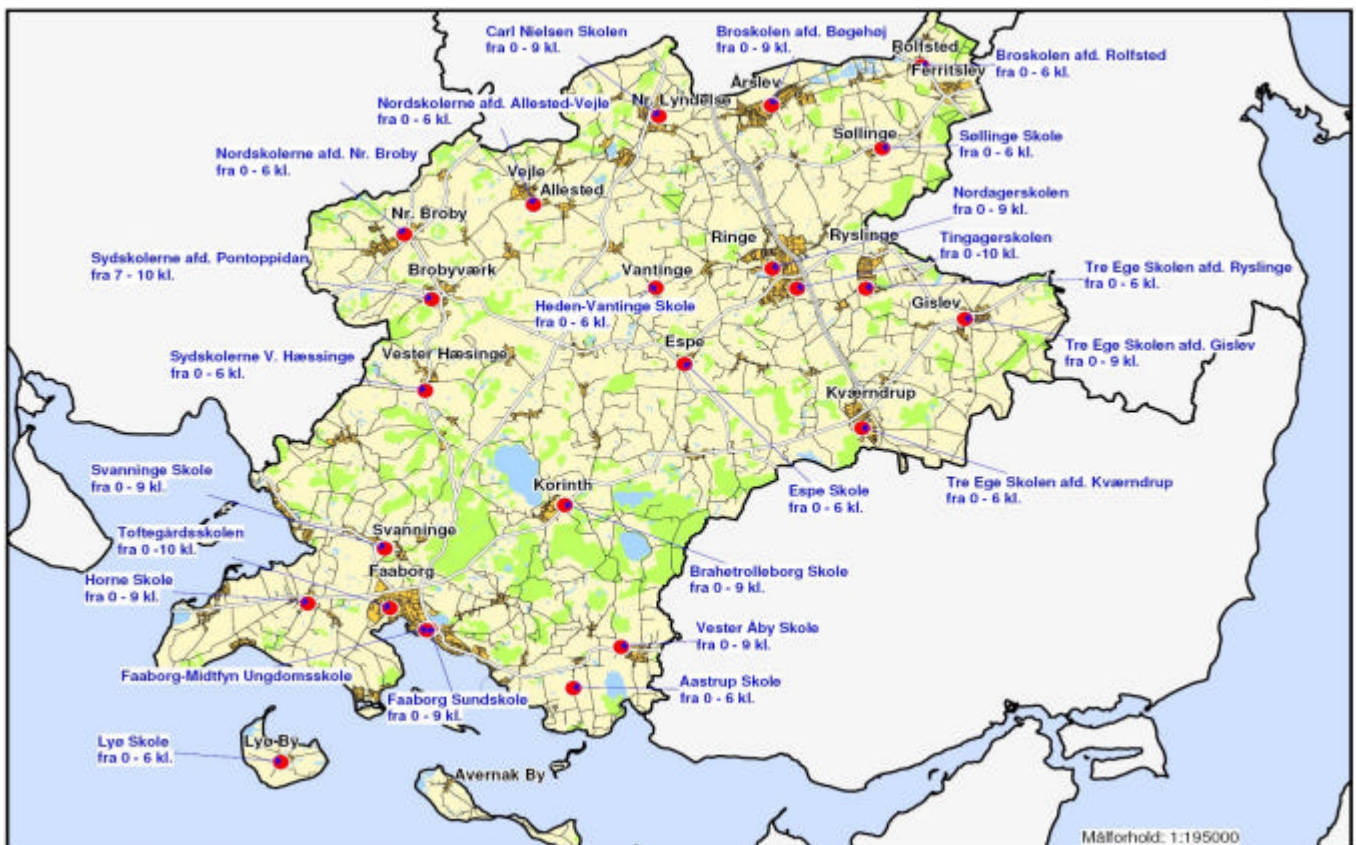 Carl Nielsen Skolen
fra 0 - 9 kl.
Broskolen afd. Bøgehøj
fra 0 - 9 kl.
Rolfsted
Broskolen afd. Rolfsted
fra 0 - 6 kl.
Ferritslev
Årslev
Nr. Lyndelse
Nordskolerne afd. Allested-Vejle
fra 0 - 6 kl.
Søllinge
Søllinge Skole
fra 0 - 6 kl.
Nordskolerne afd. Nr. Broby
fra 0 - 6 kl.
Vejle
Allested
Nordagerskolen
fra 0 - 9 kl.
Nr. Broby
Ringe
Ryslinge
Tingagerskolen
fra 0 -10 kl.
Sydskolerne afd. Pontoppidan
fra 7 - 10 kl.
Brobyværk
Vantinge
Tre Ege Skolen afd. Ryslinge
fra 0 - 6 kl.
Heden-Vantinge Skole
fra 0 - 6 kl.
Gislev
Espe
Tre Ege Skolen afd. Gislev
fra 0 - 9 kl.
Sydskolerne V. Hæssinge
fra 0 - 6 kl.
Vester Hæsinge
Kværndrup
Svanninge Skole
fra 0 - 9 kl.
Korinth
Espe Skole
fra 0 - 6 kl.
Tre Ege Skolen afd. Kværndrup
fra 0 - 6 kl.
Toftegårdsskolen
fra 0 -10 kl.
Svanninge
Faaborg
Horne Skole
fra 0 - 9 kl.
Brahetrolleborg Skole
fra 0 - 9 kl.
Vester Åby Skole
fra 0 - 9 kl.
Faaborg-Midtfyn Ungdomsskole
Faaborg Sundskole
fra 0 - 9 kl.
Aastrup Skole
fra 0 - 6 kl.
Lyø Skole
fra 0 - 6 kl.
Lyø-By
Avernak By
Målforhold: 1:195000